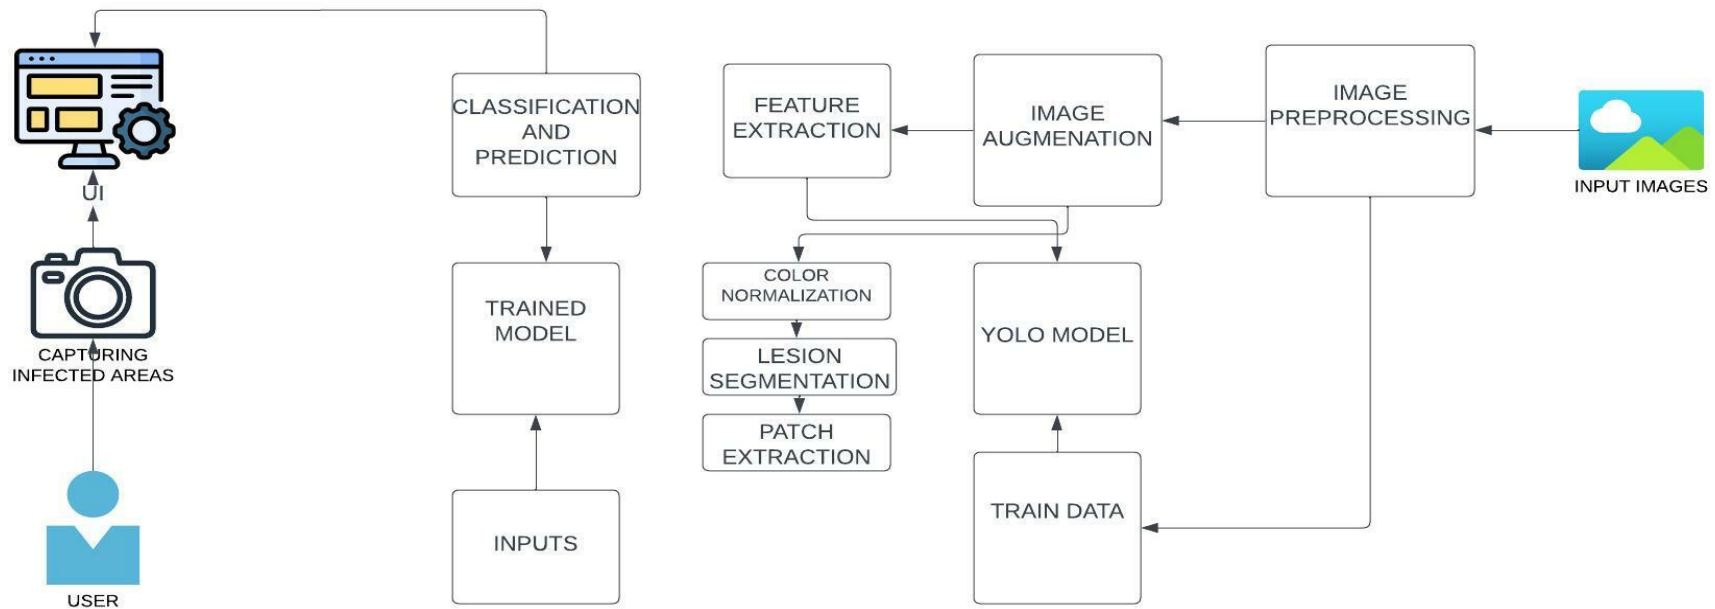 UI
CAPTURING
INFECTED AREAS
USER
CLASSIFICATION
AND
PREDICTION
TRAINED
MODEL
INPUTS
FEATURE
EXTRACTION
COLOR
NORMALIZATION
LESION
SEGMENTATION
PATCH
EXTRACTION
IMAGE
AUGMENATION
YOLO MODEL
TRAIN DATA
IMAGE
PREPROCESSING
INPUT IMAGES